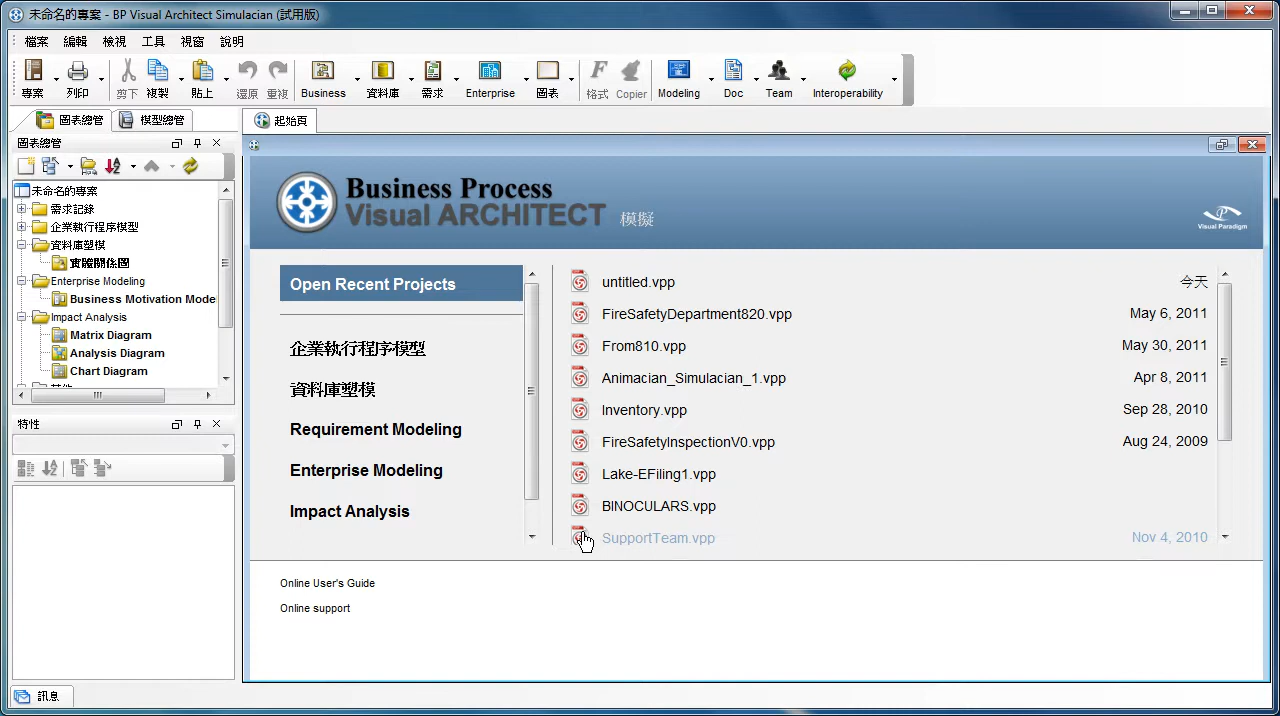 未命名的專案 - BP Visual Architect Simulacian (試用版)
檔案 編輯 檢視 工具 視窗 說明
專案 列印 剪下 複製 貼上 還原 重複 Business 資料庫 需求 Enterprise 圖表 格式 Copier Modeling Doc Team Interoperability
圖表總管 模型總管 起始頁
圖表總管
未命名的專案
需求記錄
企業執行程序模型
資料庫塑模
實體關係圖
Enterprise Modeling
Business Motivation Mode
Impact Analysis
Matrix Diagram
Analysis Diagram
Chart Diagram
特性
Business Process
Visual ARCHITECT 模擬
Visual Paradigm
Open Recent Projects
企業執行程序模型
資料庫塑模
Requirement Modeling
Enterprise Modeling
Impact Analysis
untitled.vpp 今天
FireSafetyDepartment820.vpp May 6, 2011
From810.vpp May 30, 2011
Animacian_Simulacian_1.vpp Apr 8, 2011
Inventory.vpp Sep 28, 2010
FireSafetyInspectionV0.vpp Aug 24, 2009
Lake-EFiling1.vpp
BINOCULARS.vpp
SupportTeam.vpp Nov 4, 2010
Online User's Guide
Online support
訊息